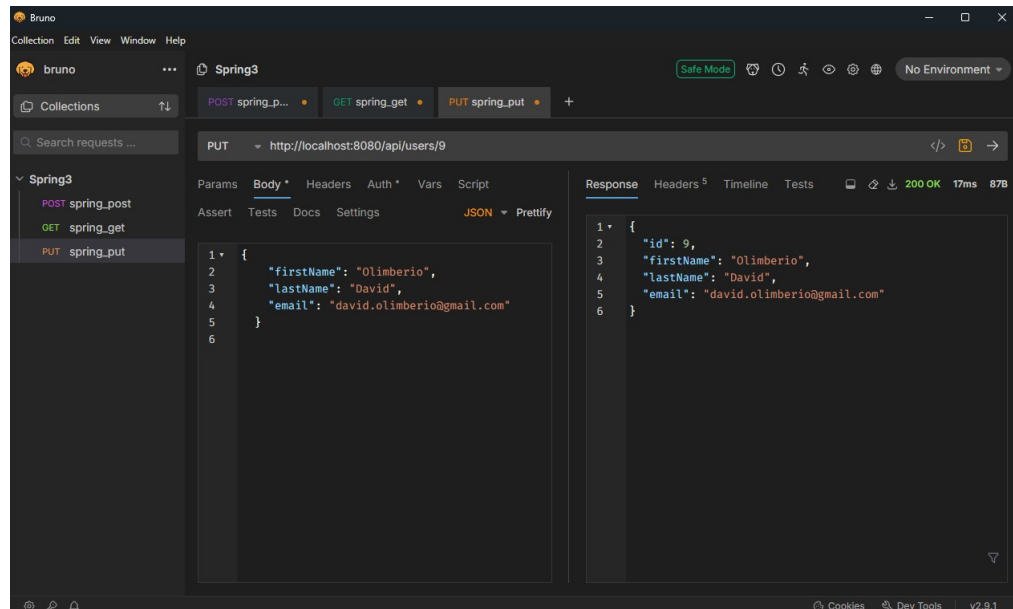 Bruno
Collection Edit View Window Help
bruno ...
Spring3
Safe Mode
No Environment
Collections
POST spring_p...
GET spring_get
PUT spring_put
+
Search requests ...
PUT http://localhost:8080/api/users/9
</>
Spring3
POST spring_post
GET spring_get
PUT spring_put
Params Body * Headers Auth * Vars Script
Assert Tests Docs Settings JSON Prettify
1 {
2 "firstName": "Olimberio",
3 "lastName": "David",
4 "email": "david.olimberio@gmail.com"
5 }
6
Response Headers 5 Timeline Tests 200 OK 17ms 87B
1 {
2 "id": 9,
3 "firstName": "Olimberio",
4 "lastName": "David",
5 "email": "david.olimberio@gmail.com"
6 }
Cookies Dev Tools v2.9.1